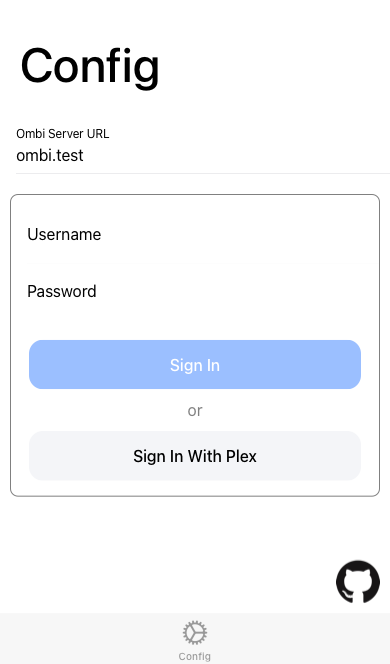 Config
Ombi Server URL
ombi.test
Username
Password
Sign In
or
Sign In With Plex
Config